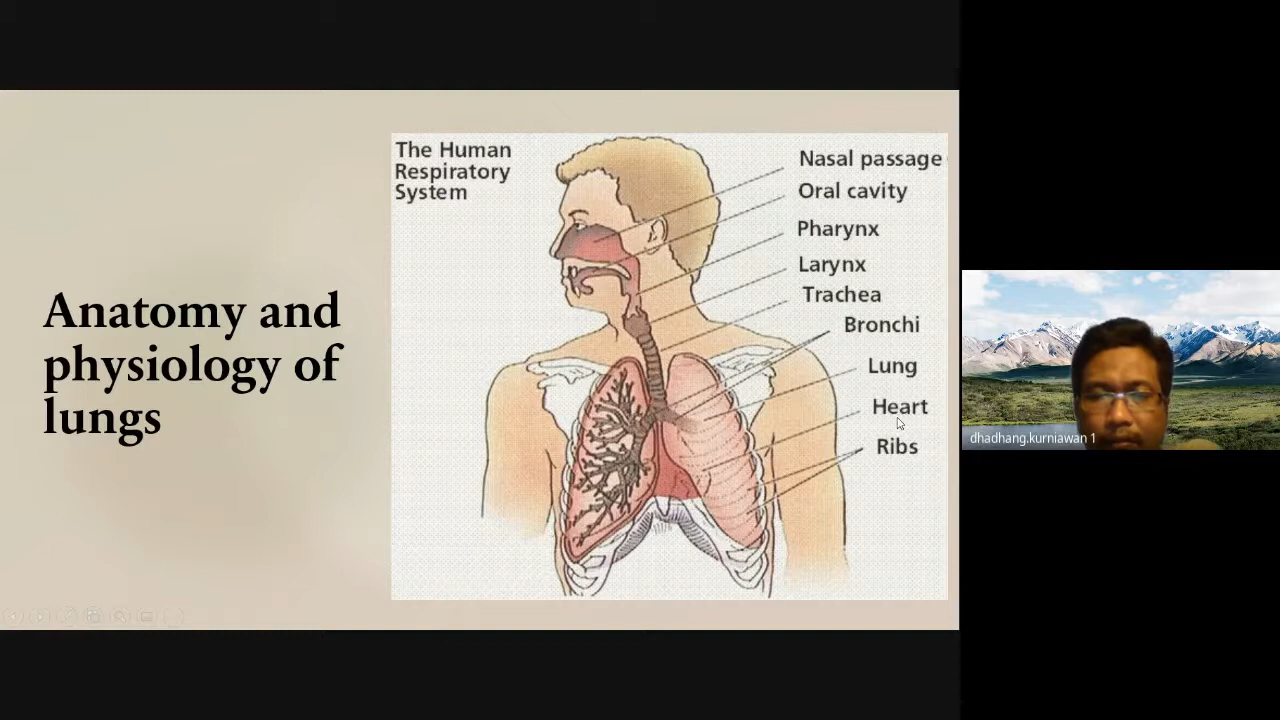 Anatomy and
physiology of
lungs
The Human
Respiratory
System
Nasal passage
Oral cavity
Pharynx
Larynx
Trachea
Bronchi
Lung
Heart
Ribs
dhadhang.kurniawan 1